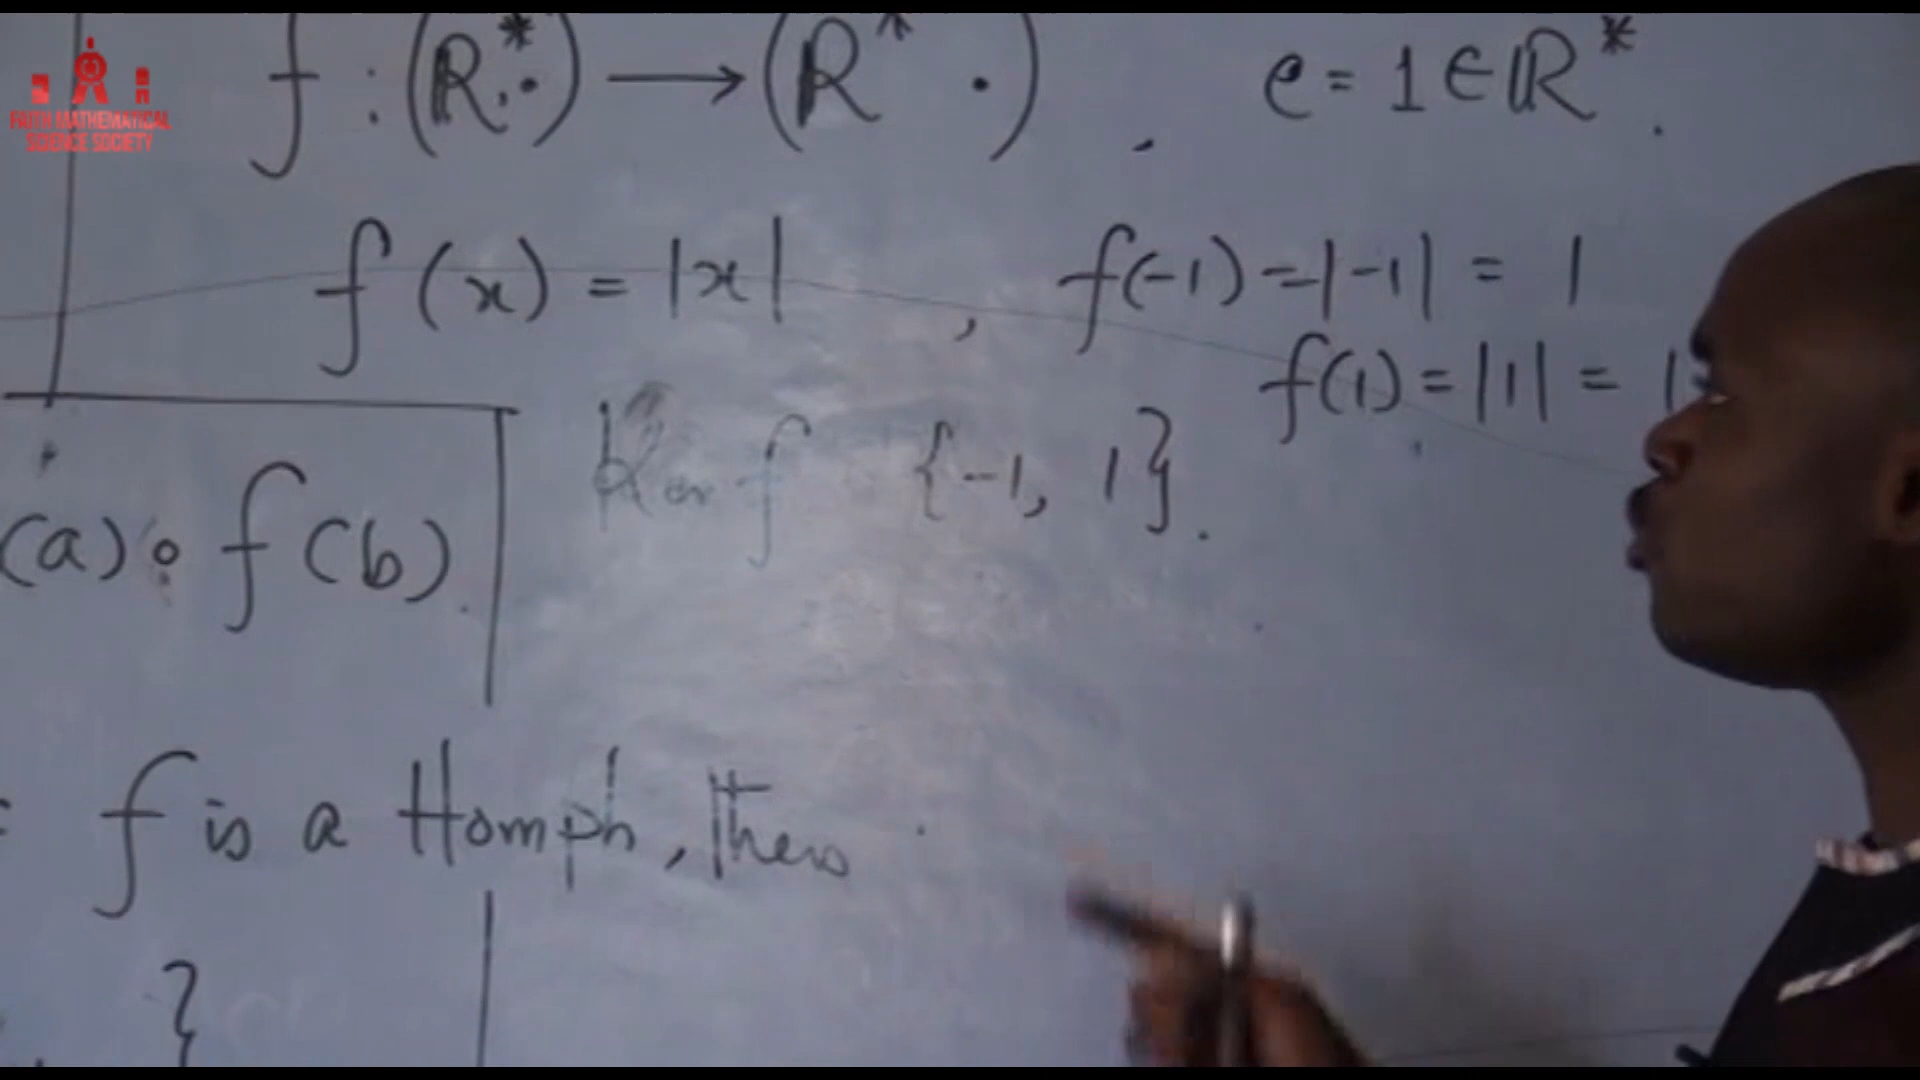 FAITH MATHEMATICAL
SCIENCE SOCIETY
f : (R*, ·) → (R* ·) , e = 1 ∈ R*.
f(x) = |x| , f(-1) = |-1| = 1
f(1) = |1| = 1
Ker f {-1, 1}.
(a) ∘ f(b)
f is a Homph, then
}